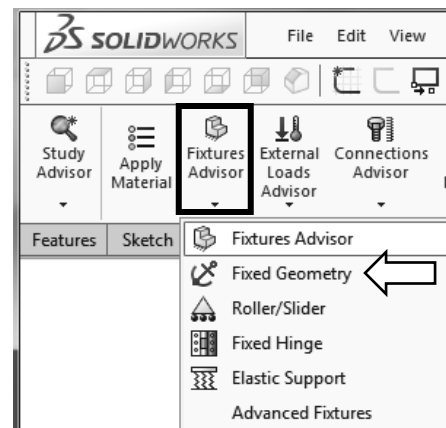 SOLIDWORKS File Edit View
Study Advisor
Apply Material
Fixtures Advisor
External Loads Advisor
Connections Advisor
Features Sketch
Fixtures Advisor
Fixed Geometry
Roller/Slider
Fixed Hinge
Elastic Support
Advanced Fixtures